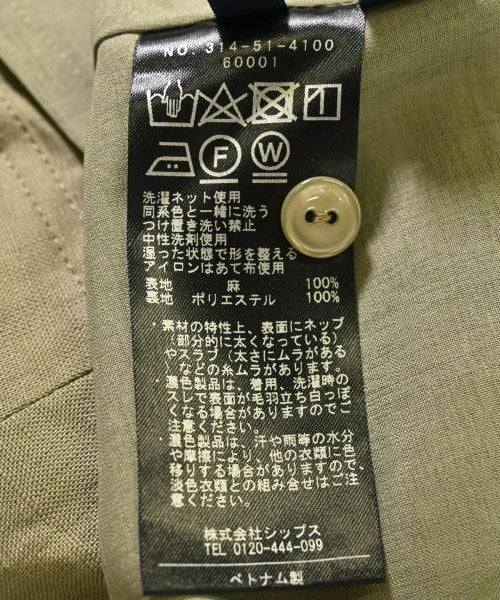 NO. 314-51-4100
60001
F W
洗濯ネット使用
同系色と一緒に洗う
つけ置き洗い禁止
中性洗剤使用
湿った状態で形を整える
アイロンはあて布使用
表地 麻 100%
裏地 ポリエステル 100%
・素材の特性上、表面にネップ
(部分的に太くなっている)
やスラブ(太さにムラがある
)などの糸ムラがあります。
・濃色製品は、着用、洗濯時の
スレで表面が毛羽立ち白っぽ
くなる場合がありますのでご
注意ください。
・濃色製品は、汗や雨等の水分
や摩擦により、他の衣類に色
移りする場合がありますので、
淡色衣類との組み合せはご注
意ください。
株式会社シップス
TEL 0120-444-099
ベトナム製